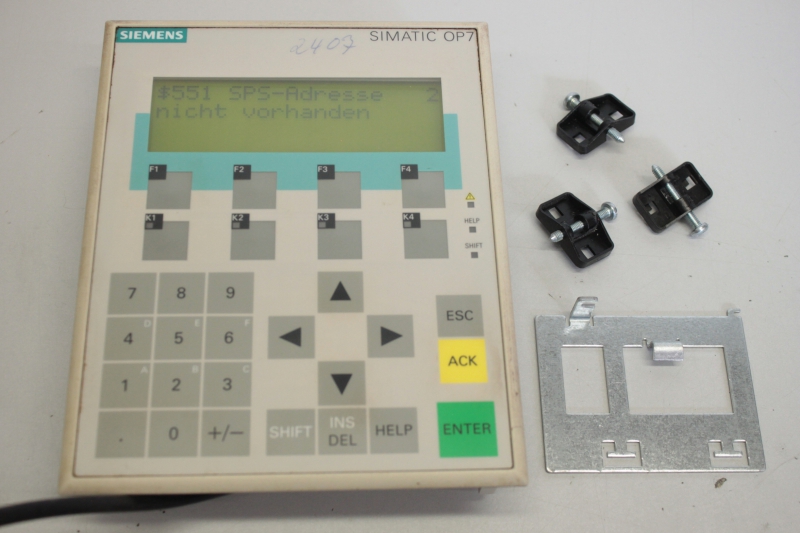 SIEMENS
SIMATIC OP7
2407
$551 SPS-Adresse 2
nicht vorhanden
F1 F2 F3 F4
K1 K2 K3 K4
HELP
SHIFT
7 8 9
ESC
4 D 5 E 6 F
ACK
1 A 2 B 3 C
. 0 +/- SHIFT INS DEL HELP ENTER